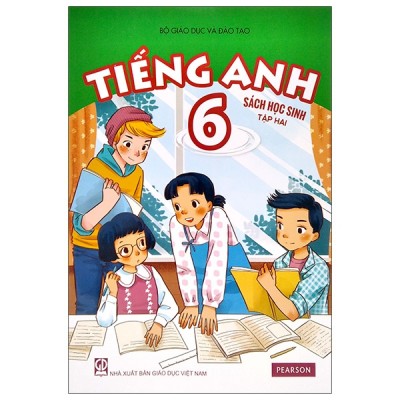 BỘ GIÁO DỤC VÀ ĐÀO TẠO
TIẾNG ANH
6
SÁCH HỌC SINH
TẬP HAI
NHÀ XUẤT BẢN GIÁO DỤC VIỆT NAM
PEARSON